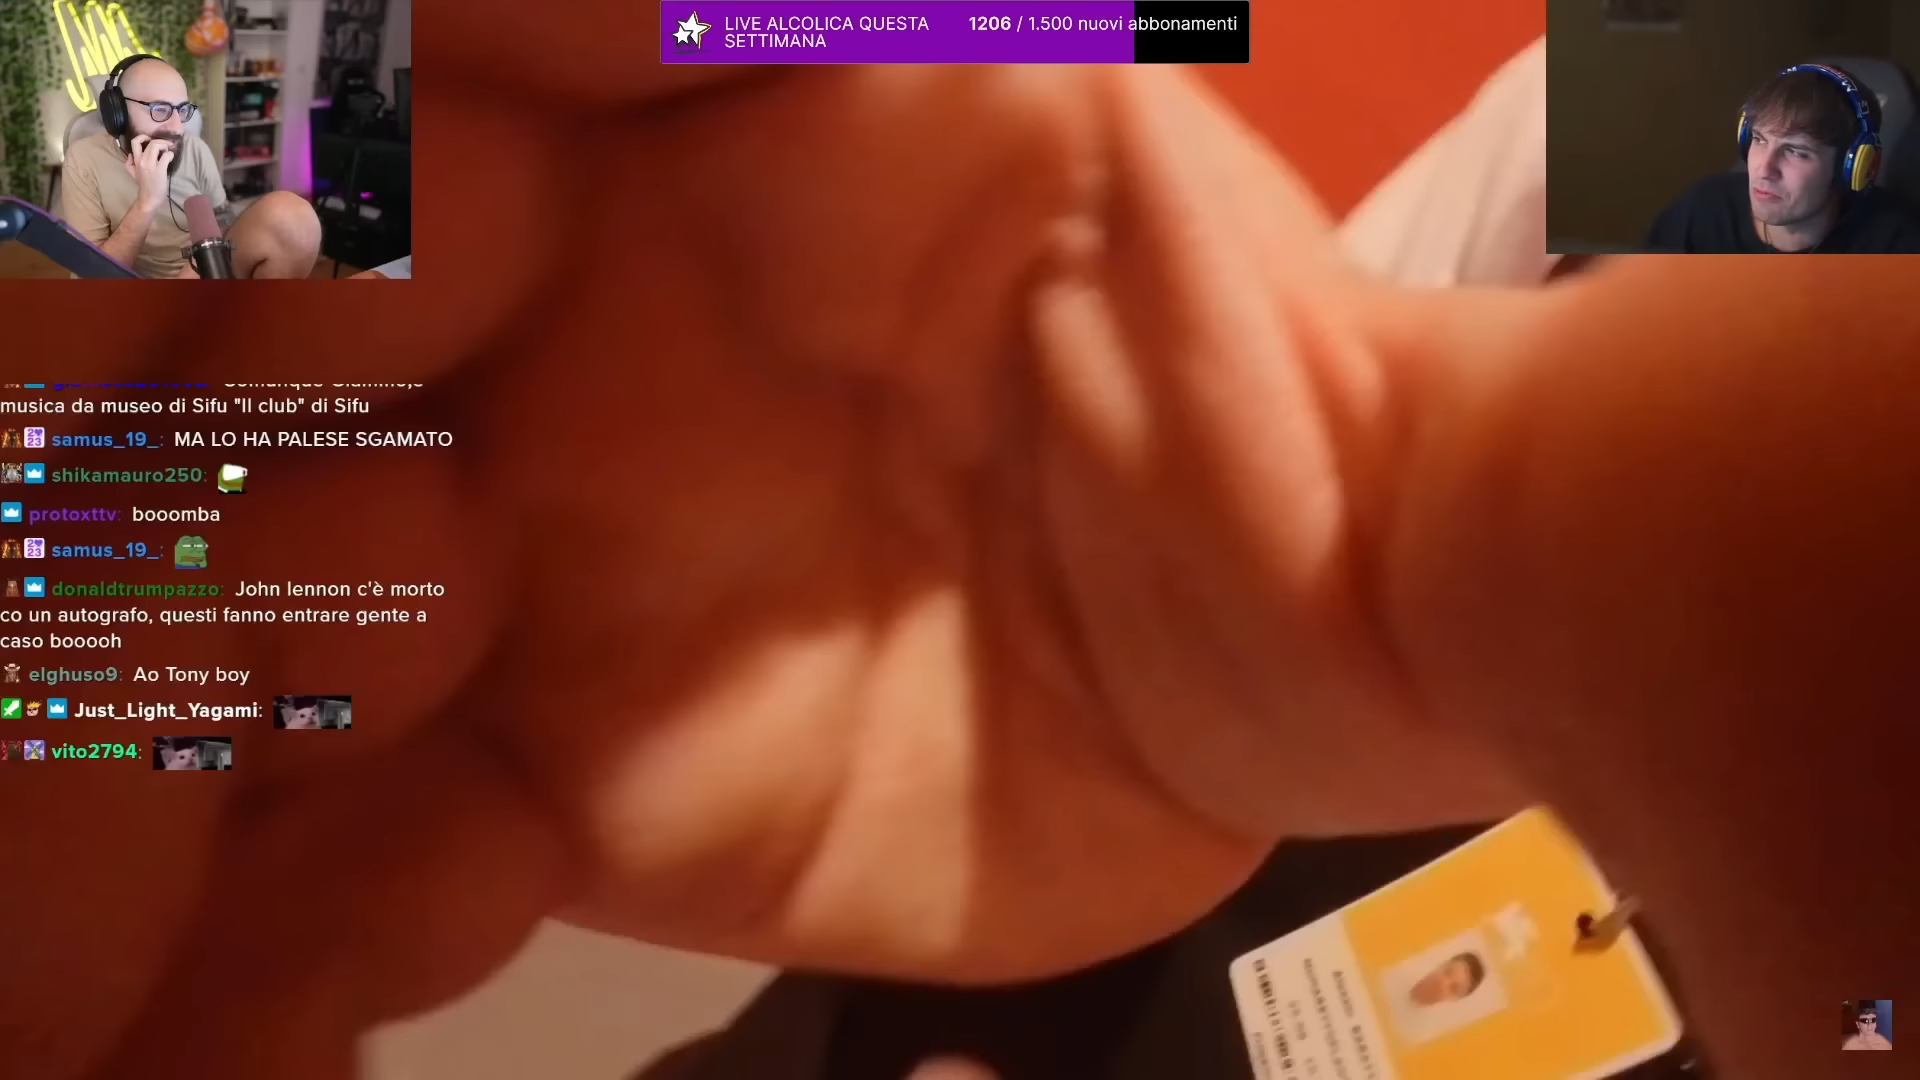 LIVE ALCOLICA QUESTA SETTIMANA
1206 / 1.500 nuovi abbonamenti
musica da museo di Sifu "Il club" di Sifu
samus_19_: MA LO HA PALESE SGAMATO
shikamauro250:
protoxttv: booomba
samus_19_:
donaldtrumpazzo: John lennon c'è morto
co un autografo, questi fanno entrare gente a
caso booooh
elghuso9: Ao Tony boy
Just_Light_Yagami:
vito2794: